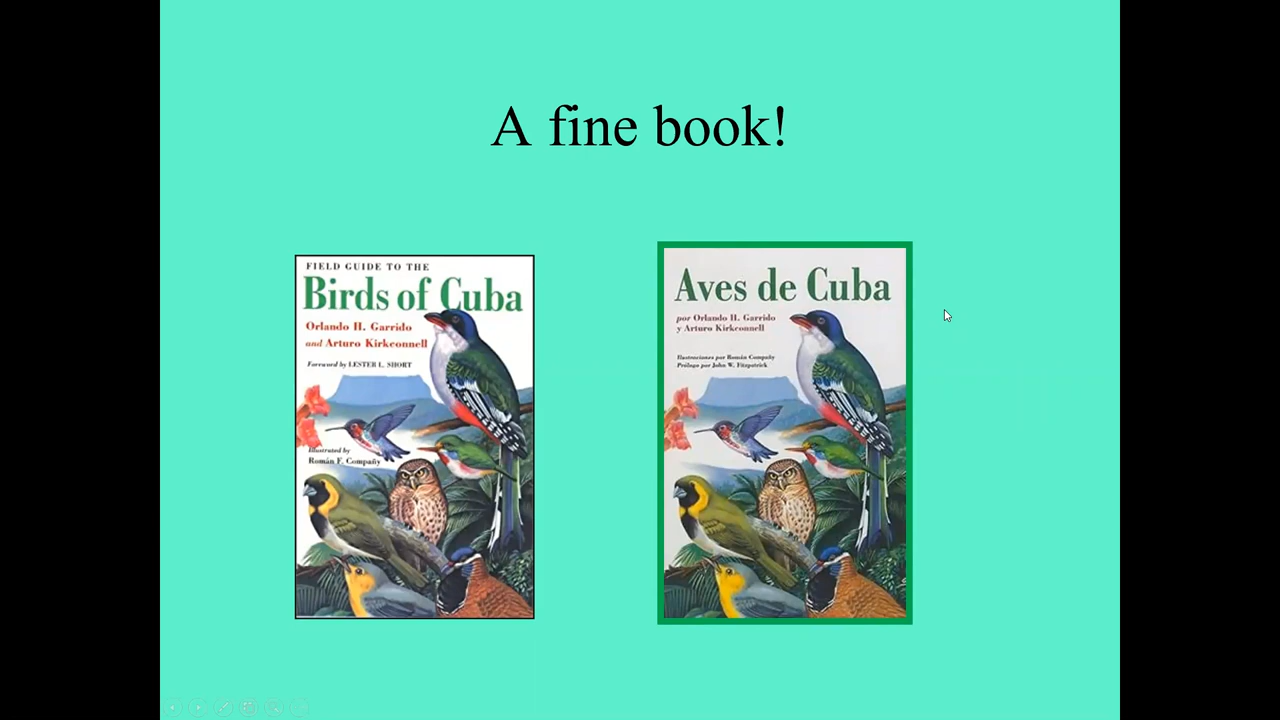 A fine book!
FIELD GUIDE TO THE
Birds of Cuba
Orlando H. Garrido
and Arturo Kirkconnell
Foreword by LESTER L. SHORT
Illustrated by
Román F. Compañy
Aves de Cuba
por Orlando H. Garrido
y Arturo Kirkconnell
Ilustraciones por Román Compañy
Prólogo por John W. Fitzpatrick